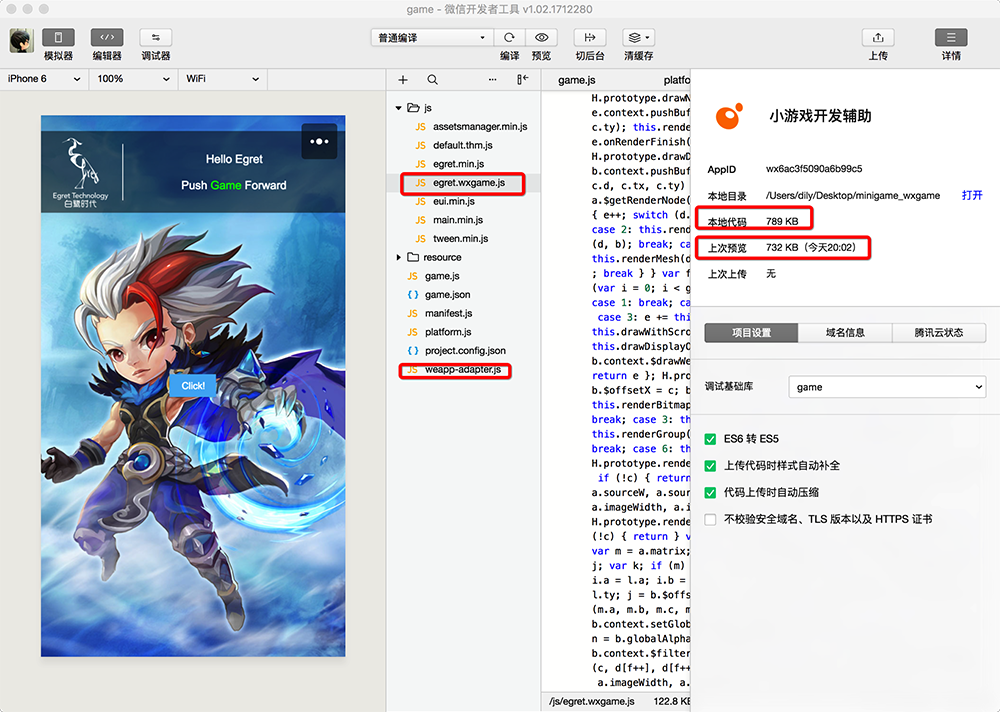 game - 微信开发者工具 v1.02.1712280
模拟器 编辑器 调试器
普通编译
编译 预览 切后台 清缓存
上传 详情
iPhone 6 100% WiFi
Egret Technology
白鹭时代
Hello Egret
Push Game Forward
Click!
js
JS assetsmanager.min.js
JS default.thm.js
JS egret.min.js
JS egret.wxgame.js
JS eui.min.js
JS main.min.js
JS tween.min.js
resource
JS game.js
{ } game.json
JS manifest.js
JS platform.js
{ } project.config.json
JS weapp-adapter.js
game.js platfo
H.prototype.drawN
e.context.pushBuf
c.ty); this.rende
e.onRenderFinish(
H.prototype.drawD
b.context.pushBuf
c.d, c.tx, c.ty)
a.$getRenderNode(
{ e++; switch (d.
case 2: this.rend
(d, b); break; ca
this.renderMesh(d
; break } } var f
(var i = 0; i < g
case 1: break; ca
case 3: e += this
this.drawWithScro
this.drawDisplayO
b.context.$drawWe
return e }; H.pro
b.$offsetX = c; b
this.renderBitmap
break; case 3: th
this.renderGroup(
break; case 6: th
H.prototype.rende
if (!c) { return
a.sourceW, a.sour
a.imageWidth, a.i
H.prototype.rende
(!c) { return } v
var m = a.matrix;
j; var k; if (m)
i.a = l.a; i.b =
l.ty; j = b.$offs
(m.a, m.b, m.c, m
b.context.setGlob
n = b.globalAlpha
b.context.$filter
(c, d[f++], d[f++
a.imageWidth, a.
/js/egret.wxgame.js 122.8 KB
小游戏开发辅助
AppID wx6ac3f5090a6b99c5
本地目录 /Users/dily/Desktop/minigame_wxgame 打开
本地代码 789 KB
上次预览 732 KB（今天20:02）
上次上传 无
项目设置 域名信息 腾讯云状态
调试基础库 game
ES6 转 ES5
上传代码时样式自动补全
代码上传时自动压缩
不校验安全域名、TLS 版本以及 HTTPS 证书